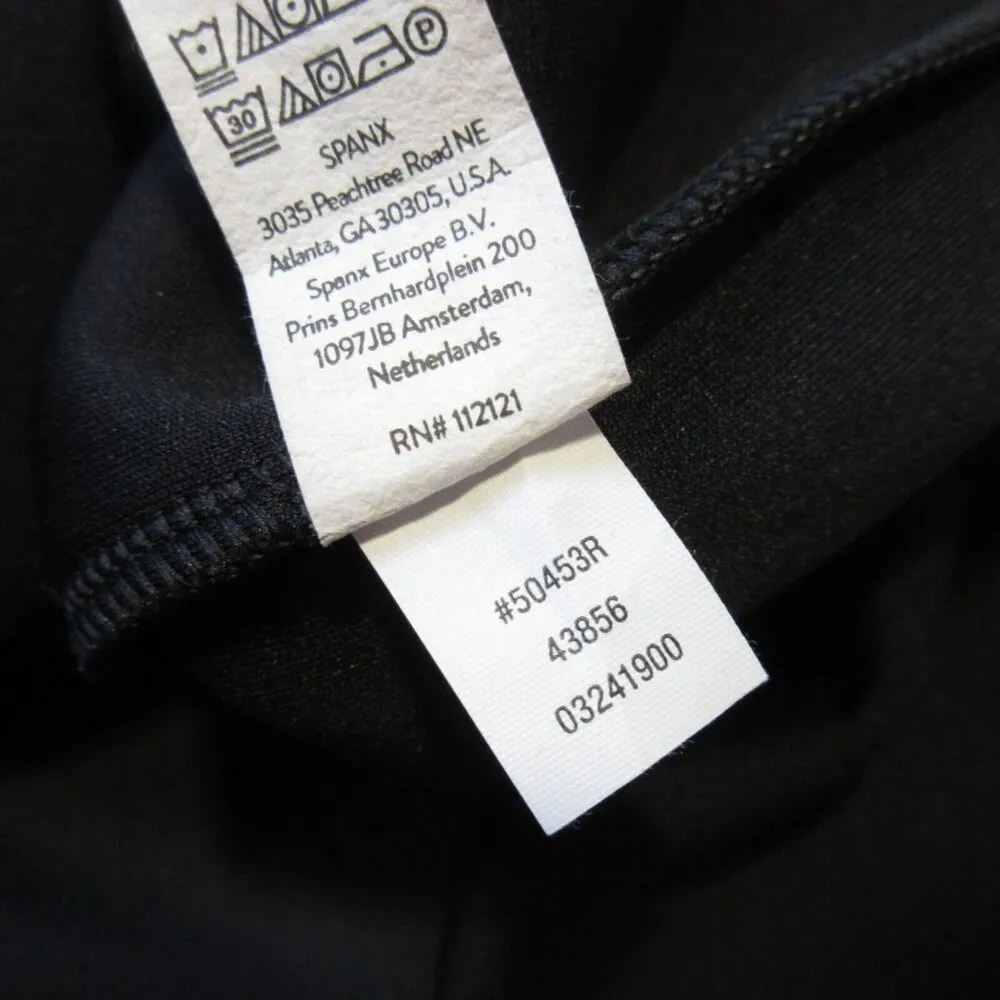 30
P
SPANX
3035 Peachtree Road NE
Atlanta, GA 30305, U.S.A.
Spanx Europe B.V.
Prins Bernhardplein 200
1097JB Amsterdam,
Netherlands
RN# 112121
#50453R
43856
03241900